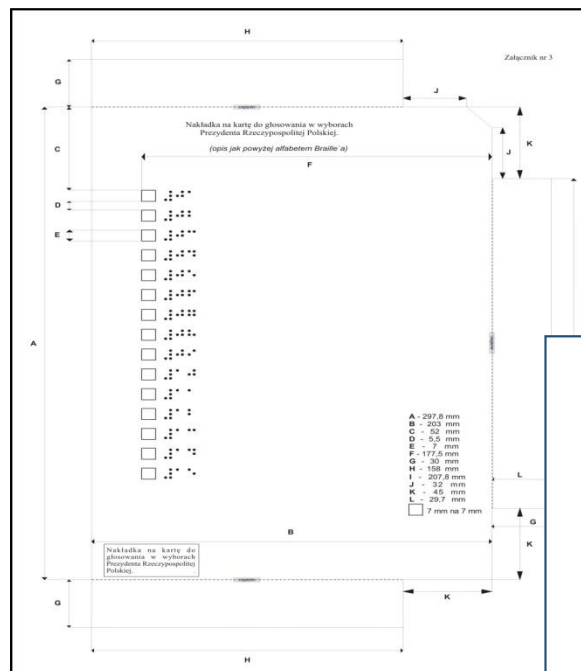 H
Załącznik nr 3
G
J
Nakładka na kartę do głosowania w wyborach
Prezydenta Rzeczypospolitej Polskiej.
K
C
J
(opis jak powyżej alfabetem Braille`a)
F
D
E
A
A - 297,8 mm
B - 203 mm
C - 52 mm
D - 5,5 mm
E - 7 mm
F - 177,5 mm
G - 30 mm
H - 158 mm
I - 207,8 mm
J - 32 mm
K - 45 mm
L - 29,7 mm
7 mm na 7 mm
L
G
B
K
Nakładka na kartę do
głosowania w wyborach
Prezydenta Rzeczypospolitej
Polskiej.
G
K
H